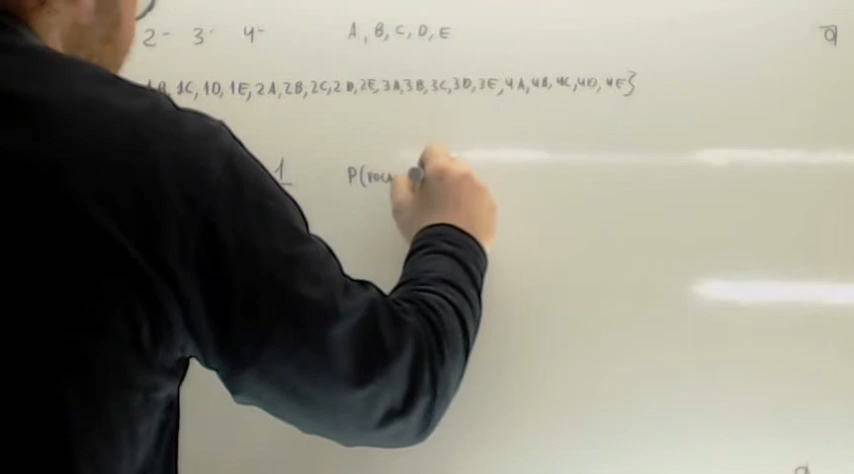 2- 3- 4- A, B, C, D, E
1B, 1C, 1D, 1E, 2A, 2B, 2C, 2D, 2E, 3A, 3B, 3C, 3D, 3E, 4A, 4B, 4C, 4D, 4E}
1 P(
a)